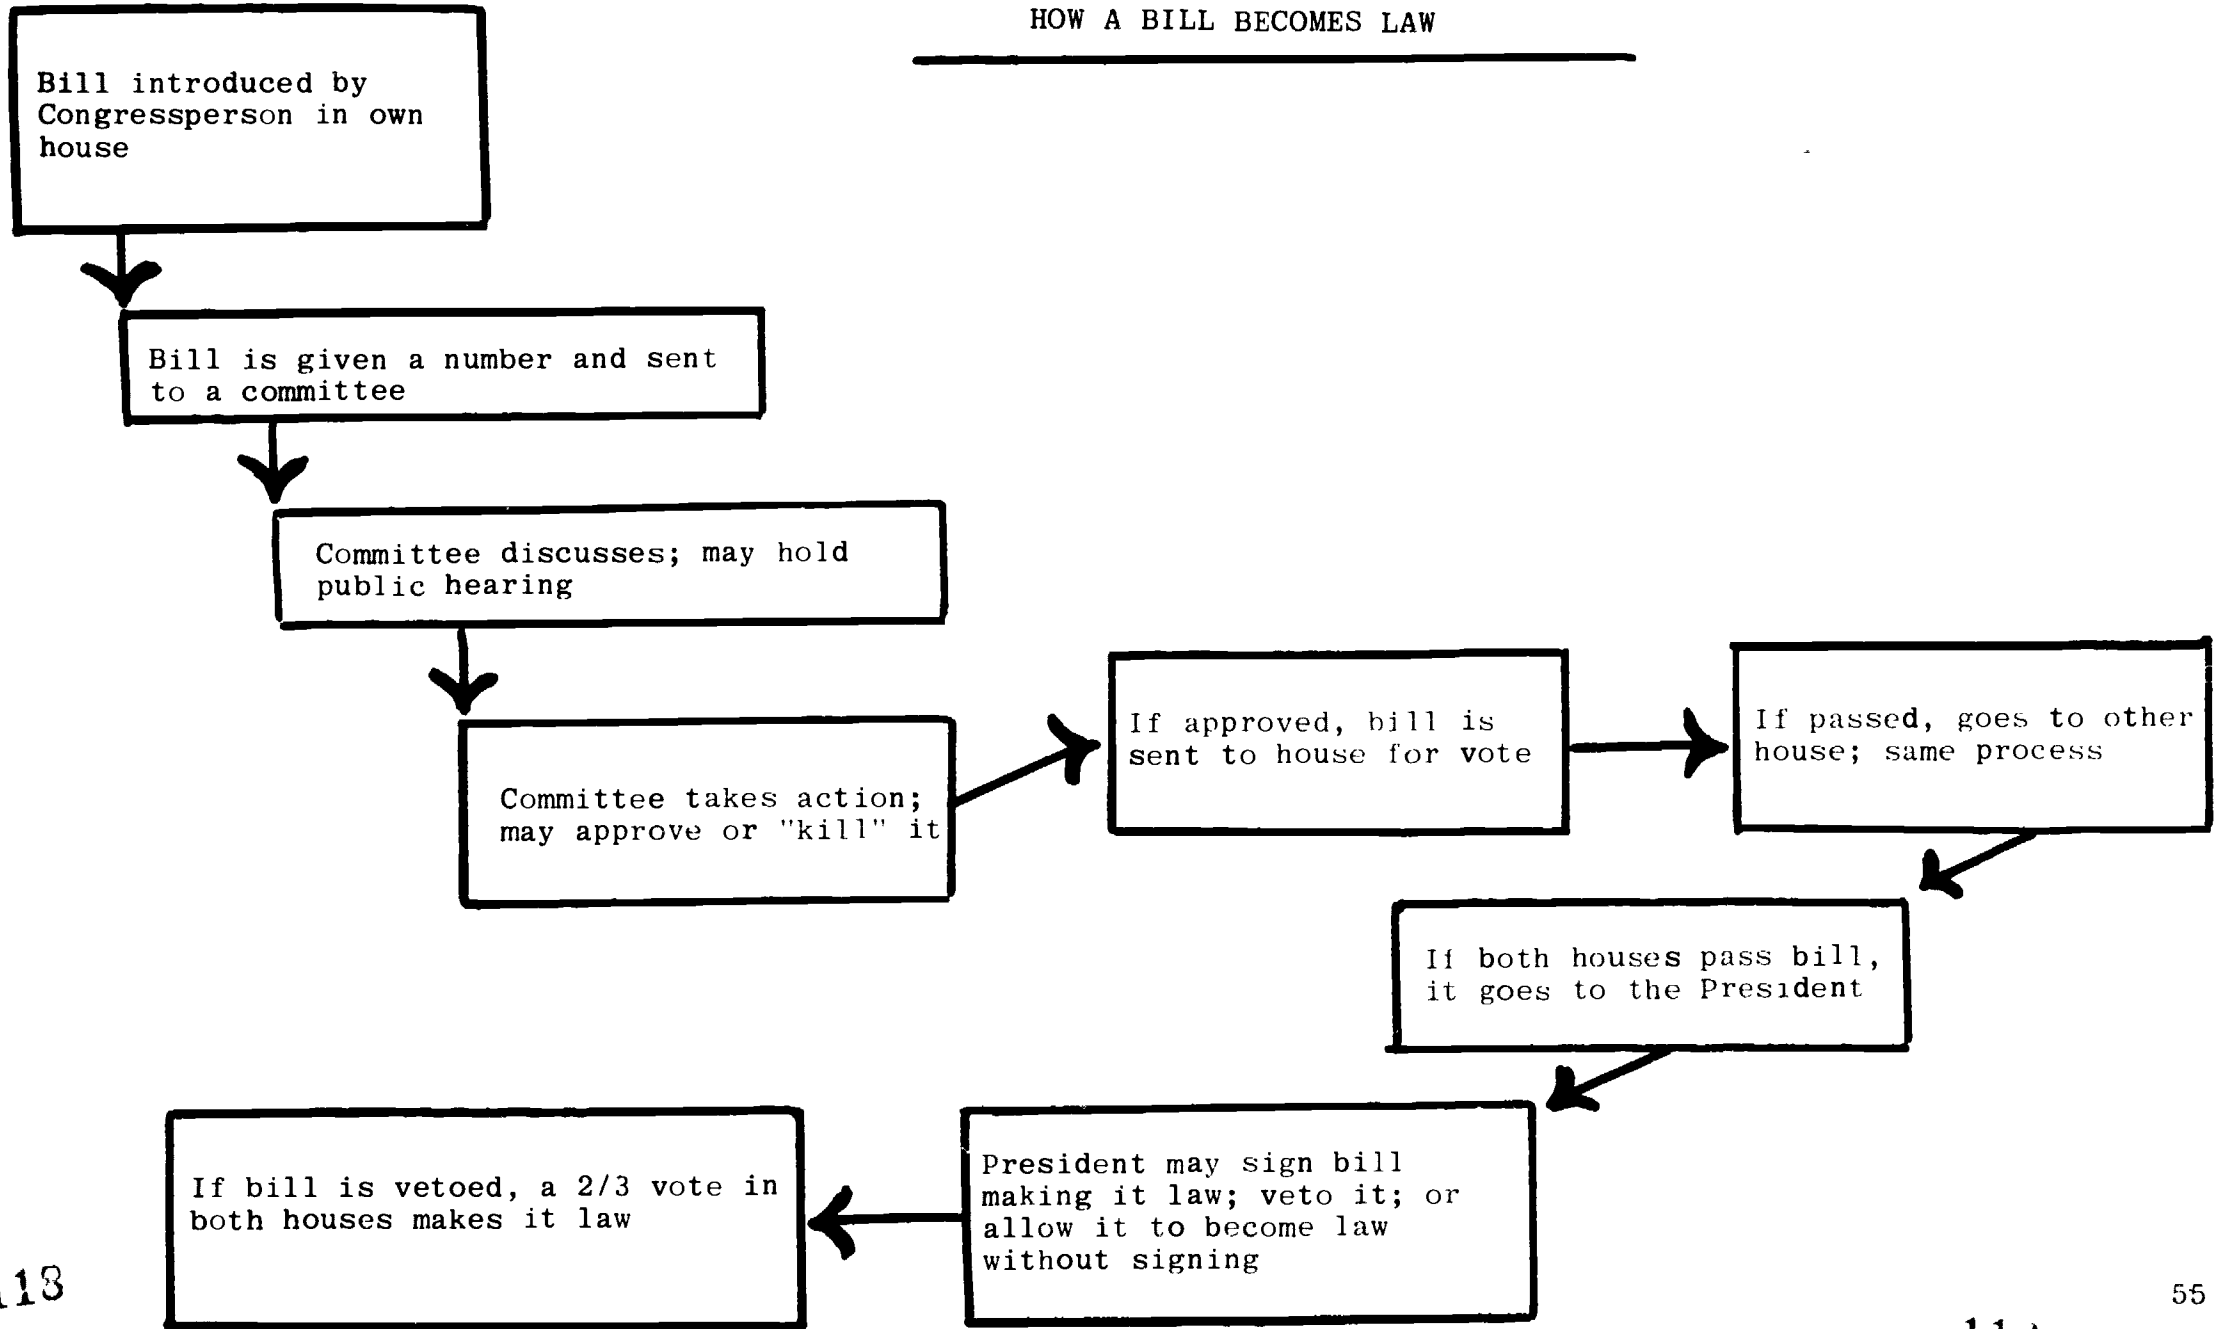 HOW A BILL BECOMES LAW
Bill introduced by
Congressperson in own
house
Bill is given a number and sent
to a committee
Committee discusses; may hold
public hearing
Committee takes action;
may approve or "kill" it
If approved, bill is
sent to house for vote
If passed, goes to other
house; same process
If both houses pass bill,
it goes to the President
President may sign bill
making it law; veto it; or
allow it to become law
without signing
If bill is vetoed, a 2/3 vote in
both houses makes it law
55